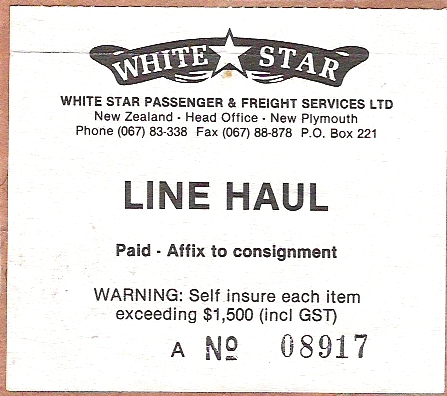 WHITE STAR
WHITE STAR PASSENGER & FREIGHT SERVICES LTD
New Zealand - Head Office - New Plymouth
Phone (067) 83-338 Fax (067) 88-878 P.O. Box 221
LINE HAUL
Paid - Affix to consignment
WARNING: Self insure each item
exceeding $1,500 (incl GST)
A Nº 08917